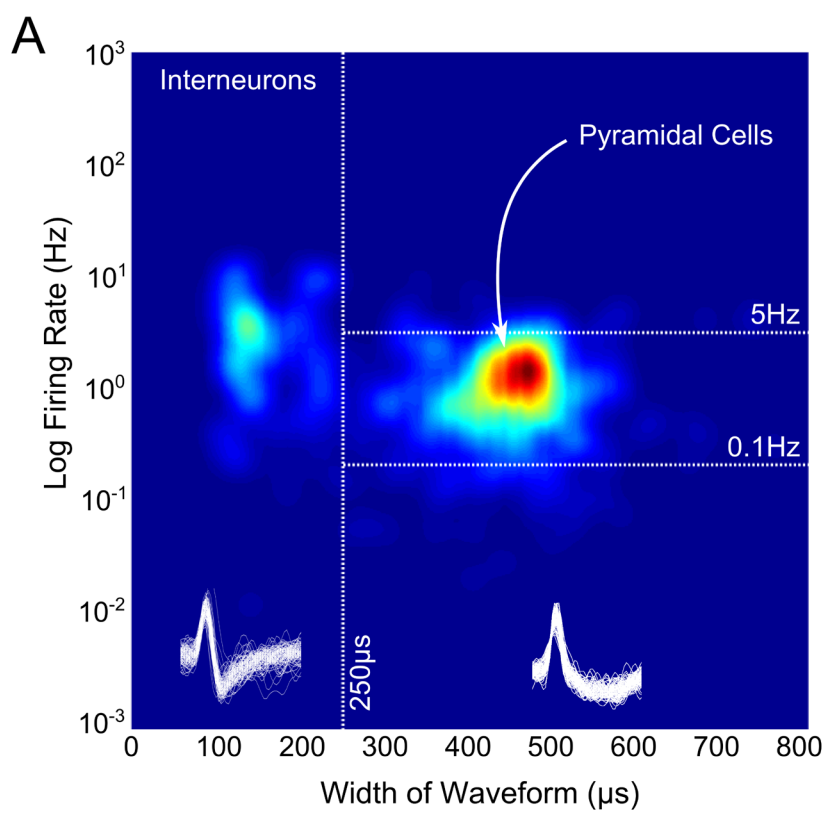 A
10³
Interneurons
Pyramidal Cells
10²
10¹
5Hz
10⁰
0.1Hz
10⁻¹
10⁻²
10⁻³
Log Firing Rate (Hz)
250μs
0 100 200 300 400 500 600 700 800
Width of Waveform (μs)